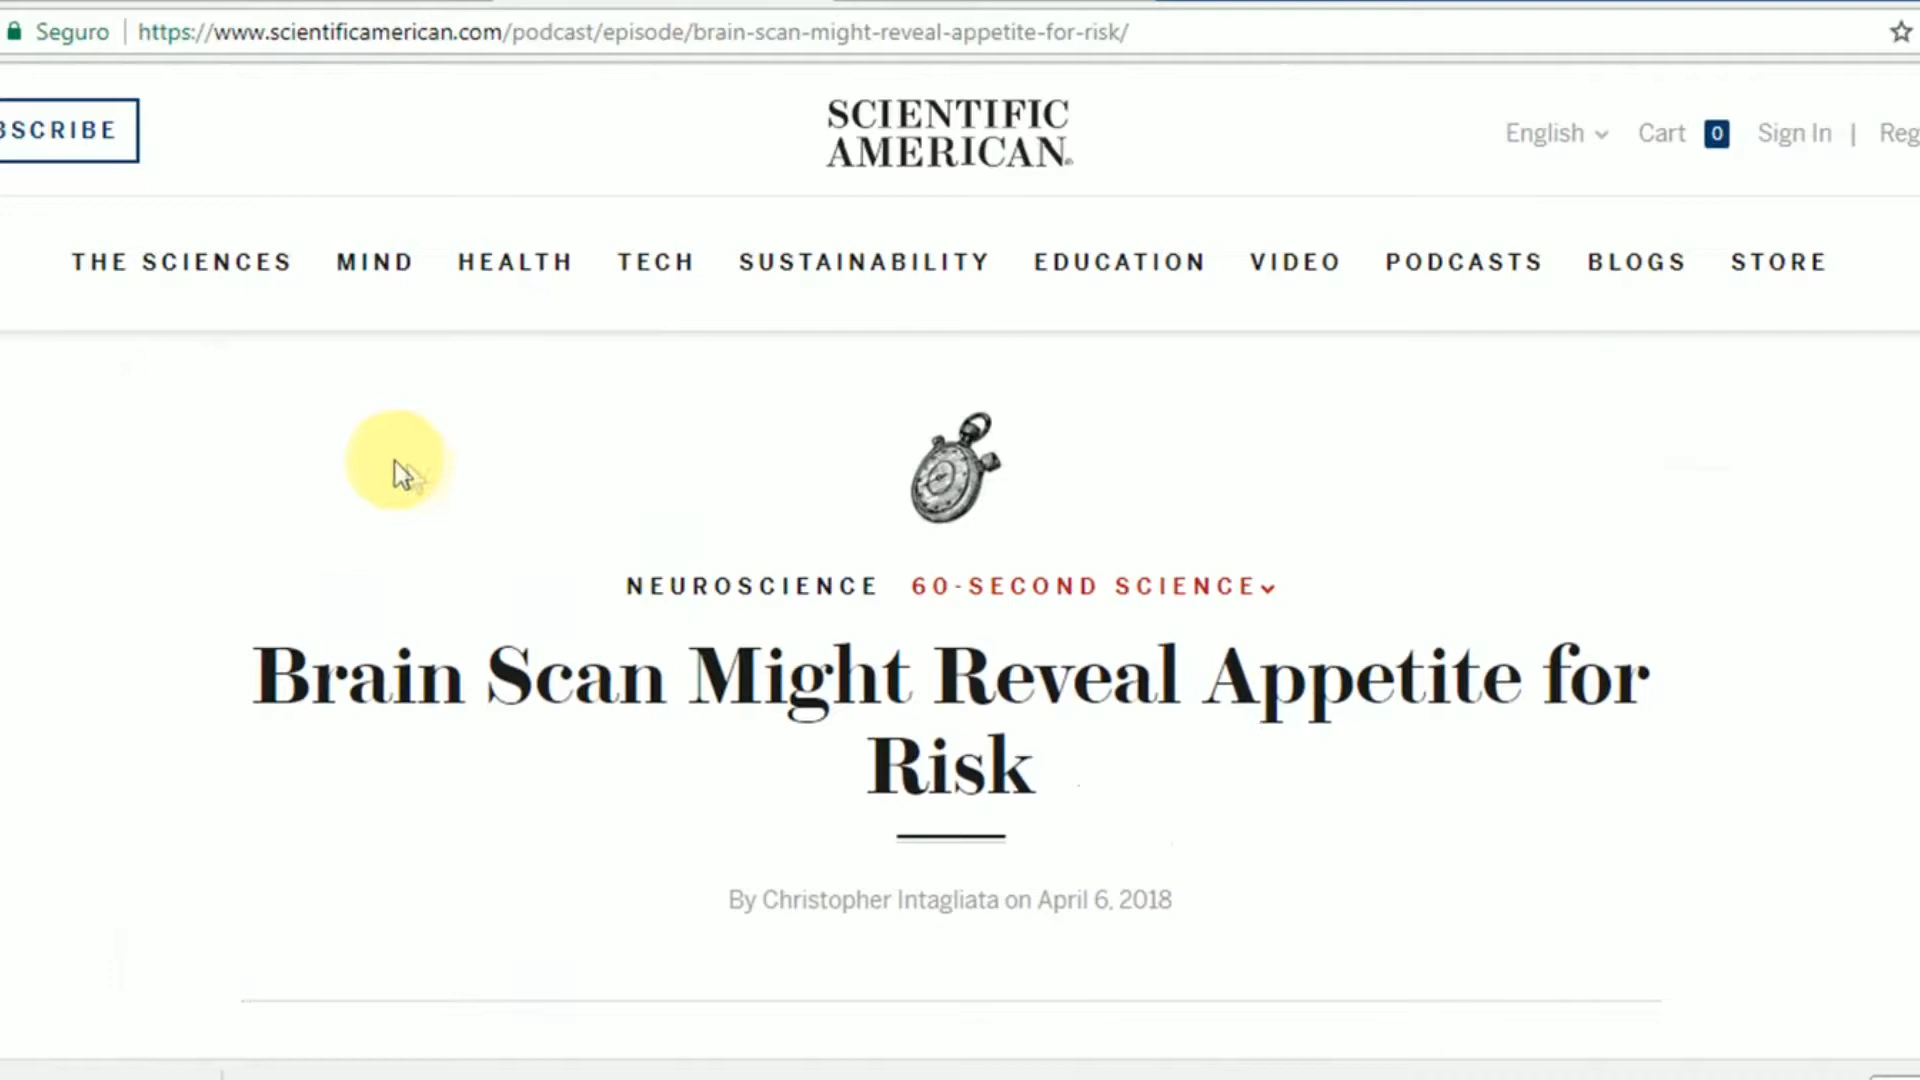 Seguro https://www.scientificamerican.com/podcast/episode/brain-scan-might-reveal-appetite-for-risk/
BSCRIBE
SCIENTIFIC
AMERICAN
English Cart 0 Sign In | Reg
THE SCIENCES MIND HEALTH TECH SUSTAINABILITY EDUCATION VIDEO PODCASTS BLOGS STORE
NEUROSCIENCE 60-SECOND SCIENCE
Brain Scan Might Reveal Appetite for
Risk
By Christopher Intagliata on April 6, 2018